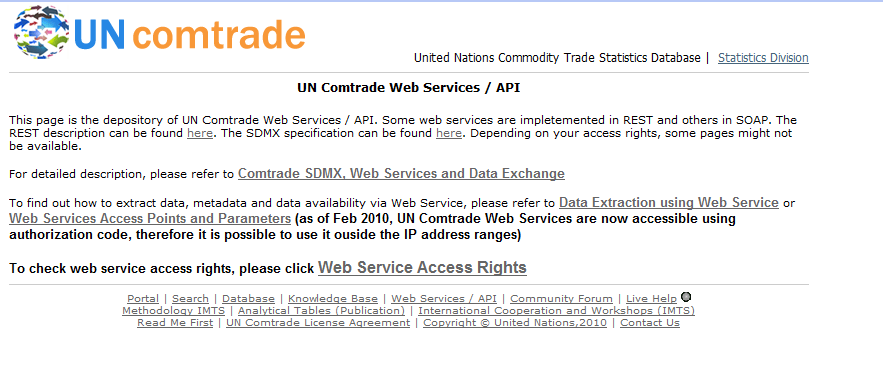 UN comtrade
United Nations Commodity Trade Statistics Database | Statistics Division
UN Comtrade Web Services / API
This page is the depository of UN Comtrade Web Services / API. Some web services are impletemented in REST and others in SOAP. The
REST description can be found here. The SDMX specification can be found here. Depending on your access rights, some pages might not
be available.
For detailed description, please refer to Comtrade SDMX, Web Services and Data Exchange
To find out how to extract data, metadata and data availability via Web Service, please refer to Data Extraction using Web Service or
Web Services Access Points and Parameters (as of Feb 2010, UN Comtrade Web Services are now accessible using
authorization code, therefore it is possible to use it ouside the IP address ranges)
To check web service access rights, please click Web Service Access Rights
Portal | Search | Database | Knowledge Base | Web Services / API | Community Forum | Live Help
Methodology IMTS | Analytical Tables (Publication) | International Cooperation and Workshops (IMTS)
Read Me First | UN Comtrade License Agreement | Copyright © United Nations,2010 | Contact Us